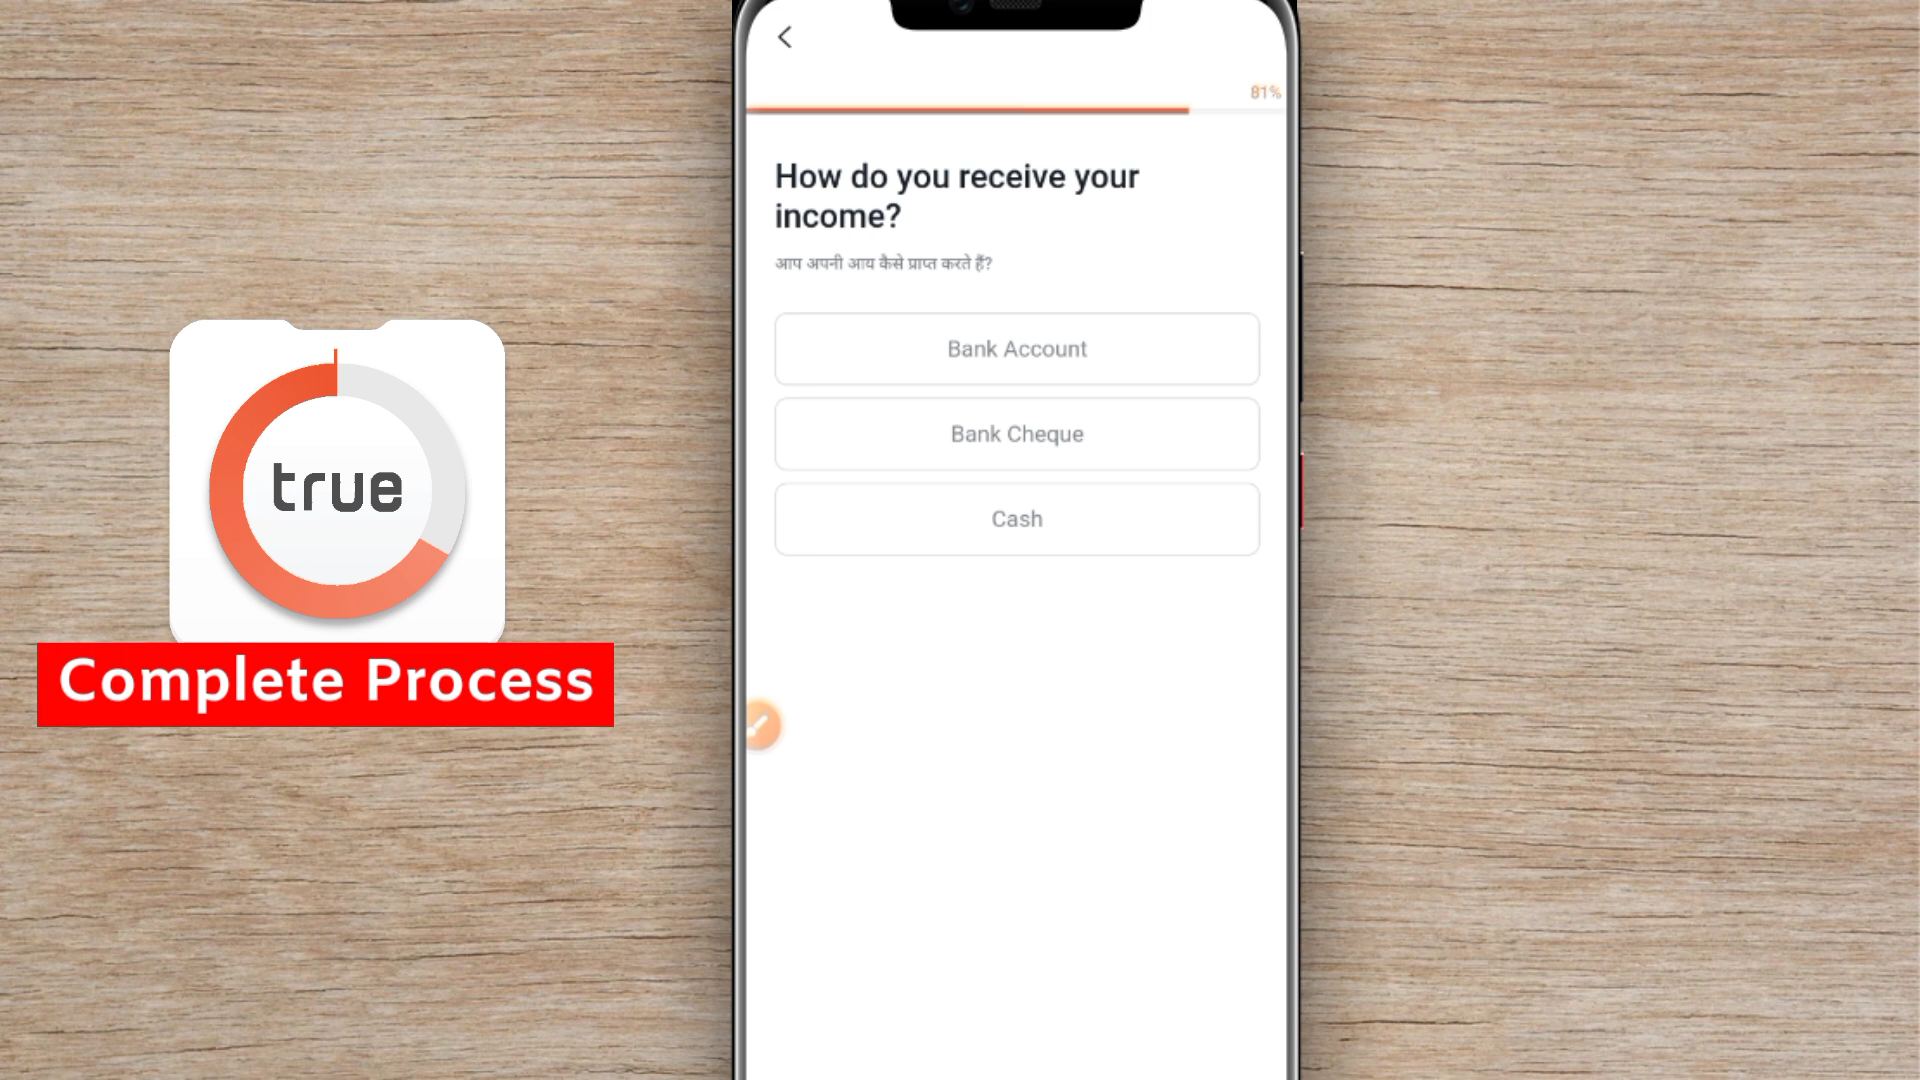 81%
How do you receive your
income?
आप अपनी आय कैसे प्राप्त करते हैं?
Bank Account
Bank Cheque
Cash
true
Complete Process